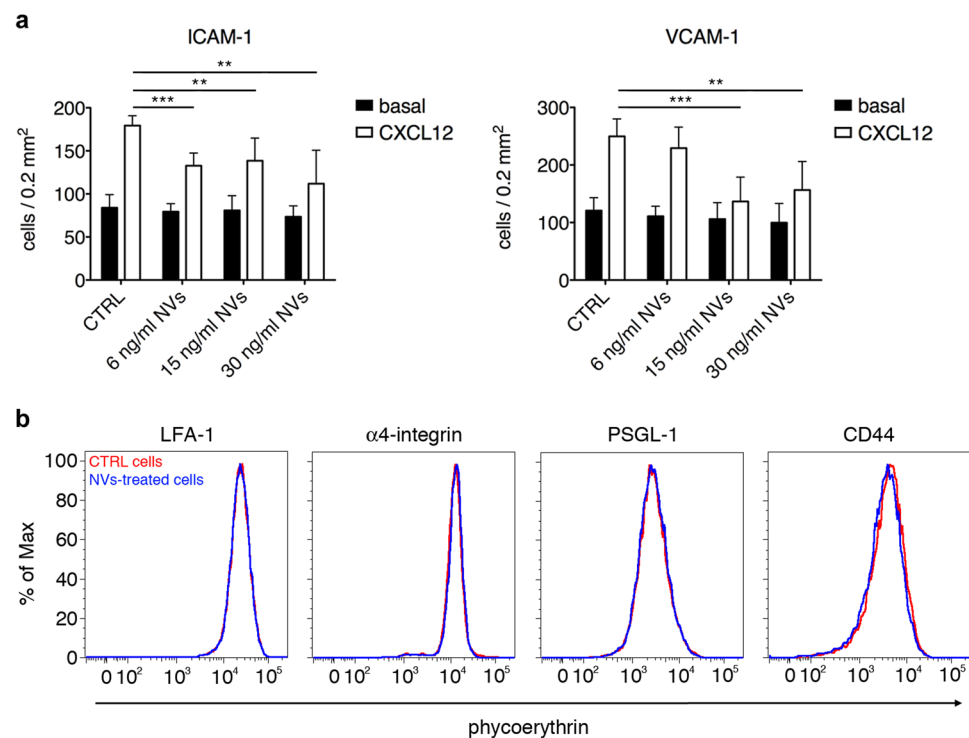 a
ICAM-1
**
**
***
basal
CXCL12
cells / 0.2 mm²
200
150
100
50
0
CTRL
6 ng/ml NVs
15 ng/ml NVs
30 ng/ml NVs
VCAM-1
**
***
basal
CXCL12
cells / 0.2 mm²
300
200
100
0
CTRL
6 ng/ml NVs
15 ng/ml NVs
30 ng/ml NVs
b
LFA-1
α4-integrin
PSGL-1
CD44
CTRL cells
NVs-treated cells
% of Max
100
80
60
40
20
0
0 10² 10³ 10⁴ 10⁵
0 10² 10³ 10⁴ 10⁵
0 10² 10³ 10⁴ 10⁵
0 10² 10³ 10⁴ 10⁵
phycoerythrin